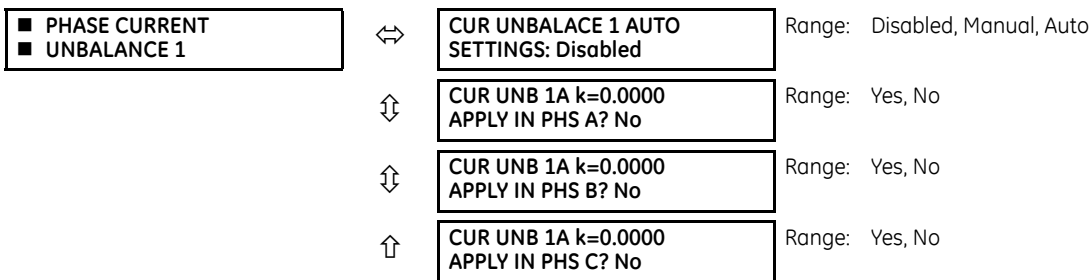 ■ PHASE CURRENT
■ UNBALANCE 1
CUR UNBALACE 1 AUTO
SETTINGS: Disabled
Range: Disabled, Manual, Auto
CUR UNB 1A k=0.0000
APPLY IN PHS A? No
Range: Yes, No
CUR UNB 1A k=0.0000
APPLY IN PHS B? No
Range: Yes, No
CUR UNB 1A k=0.0000
APPLY IN PHS C? No
Range: Yes, No